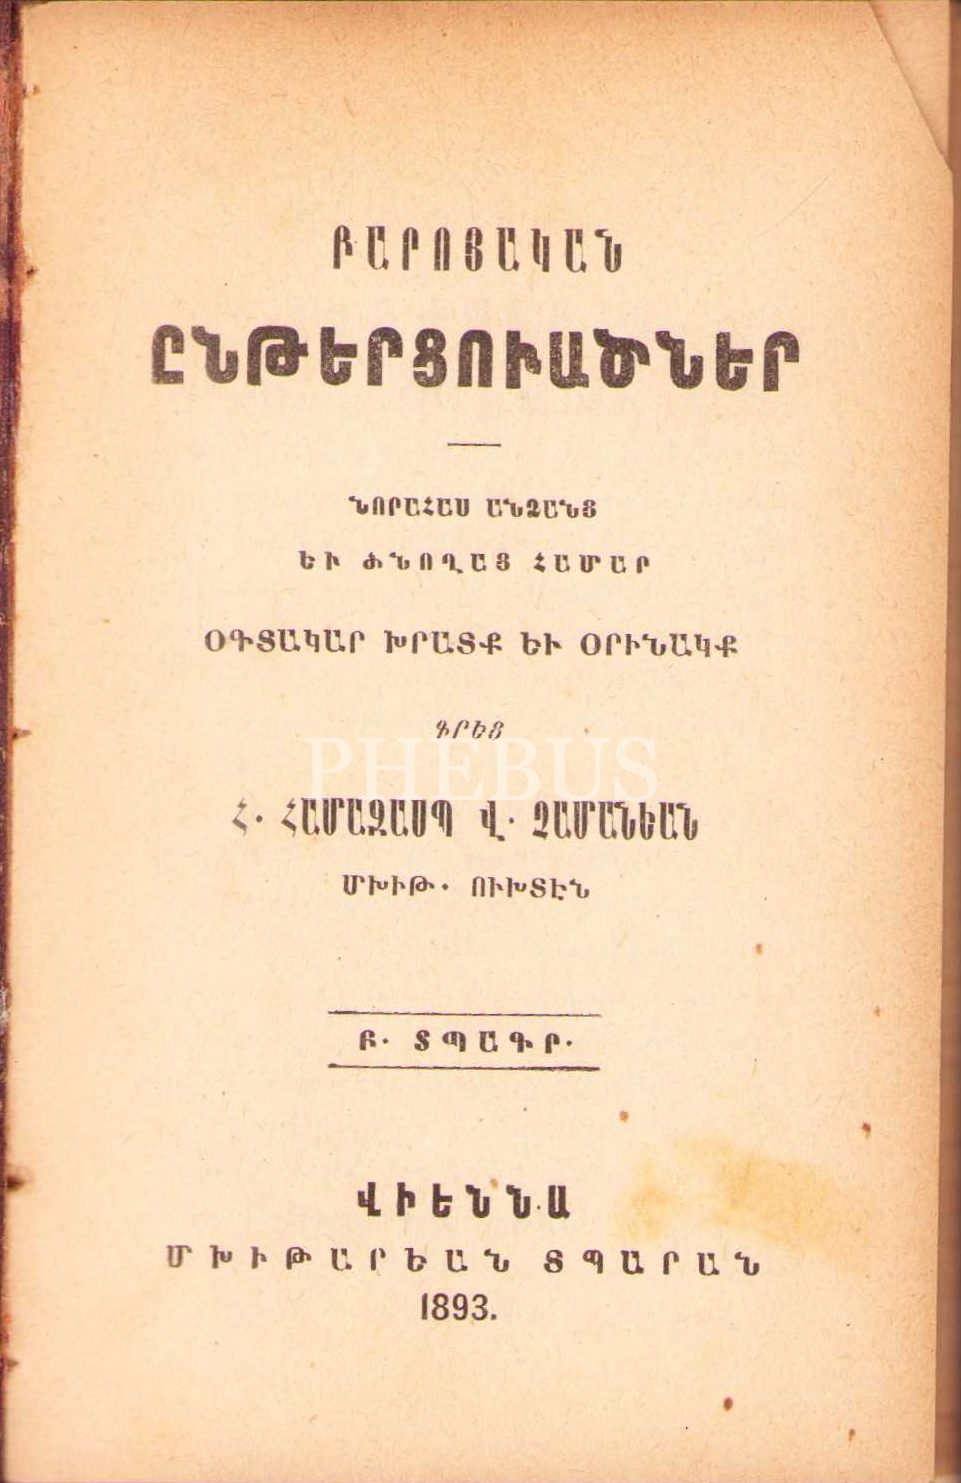 ԲԱՐՈՅԱԿԱՆ
ԸՆԹԵՐՑՈՒԱԾՆԵՐ
ՆՈՐԱՀԱՍ ԱՆՁԱՆՑ
ԵՒ ԾՆՈՂԱՑ ՀԱՄԱՐ
ՕԳՏԱԿԱՐ ԽՐԱՏՔ ԵՒ ՕՐԻՆԱԿՔ
ԳՐԵՑ
PHEBUS
Հ. ՀԱՄԱԶԱՍՊ Վ. ՉԱՄԱՆԵԱՆ
ՄԽԻԹ. ՈՒԽՏԷՆ
Բ. ՏՊԱԳՐ.
ՎԻԵՆՆԱ
ՄԽԻԹԱՐԵԱՆ ՏՊԱՐԱՆ
1893.